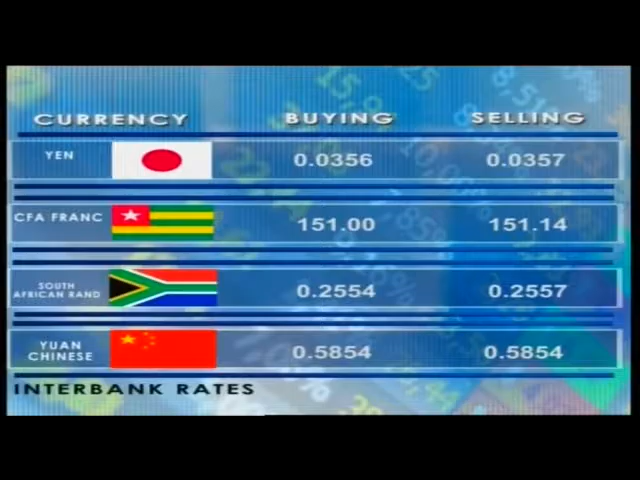 CURRENCY BUYING SELLING
YEN 0.0356 0.0357
CFA FRANC 151.00 151.14
SOUTH
AFRICAN RAND 0.2554 0.2557
YUAN
CHINESE 0.5854 0.5854
INTERBANK RATES